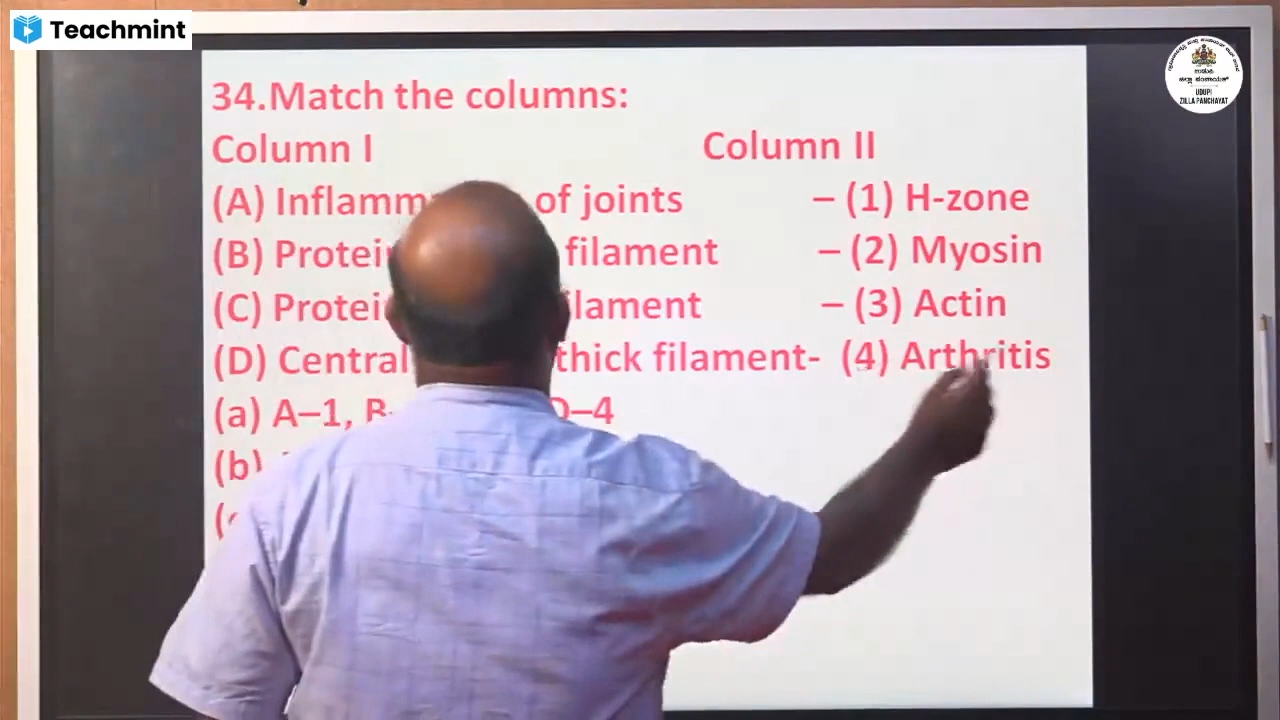 Teachmint
34.Match the columns:
Column I Column II
(A) Inflamm of joints – (1) H-zone
(B) Protei filament – (2) Myosin
(C) Protei ilament – (3) Actin
(D) Central thick filament- (4) Arthritis
(a) A–1, B– D–4
(b)
UDUPI
ZILLA PANCHAYAT